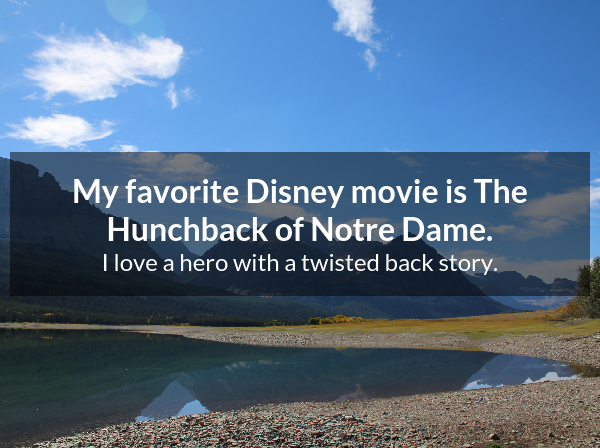 My favorite Disney movie is The
Hunchback of Notre Dame.
I love a hero with a twisted back story.